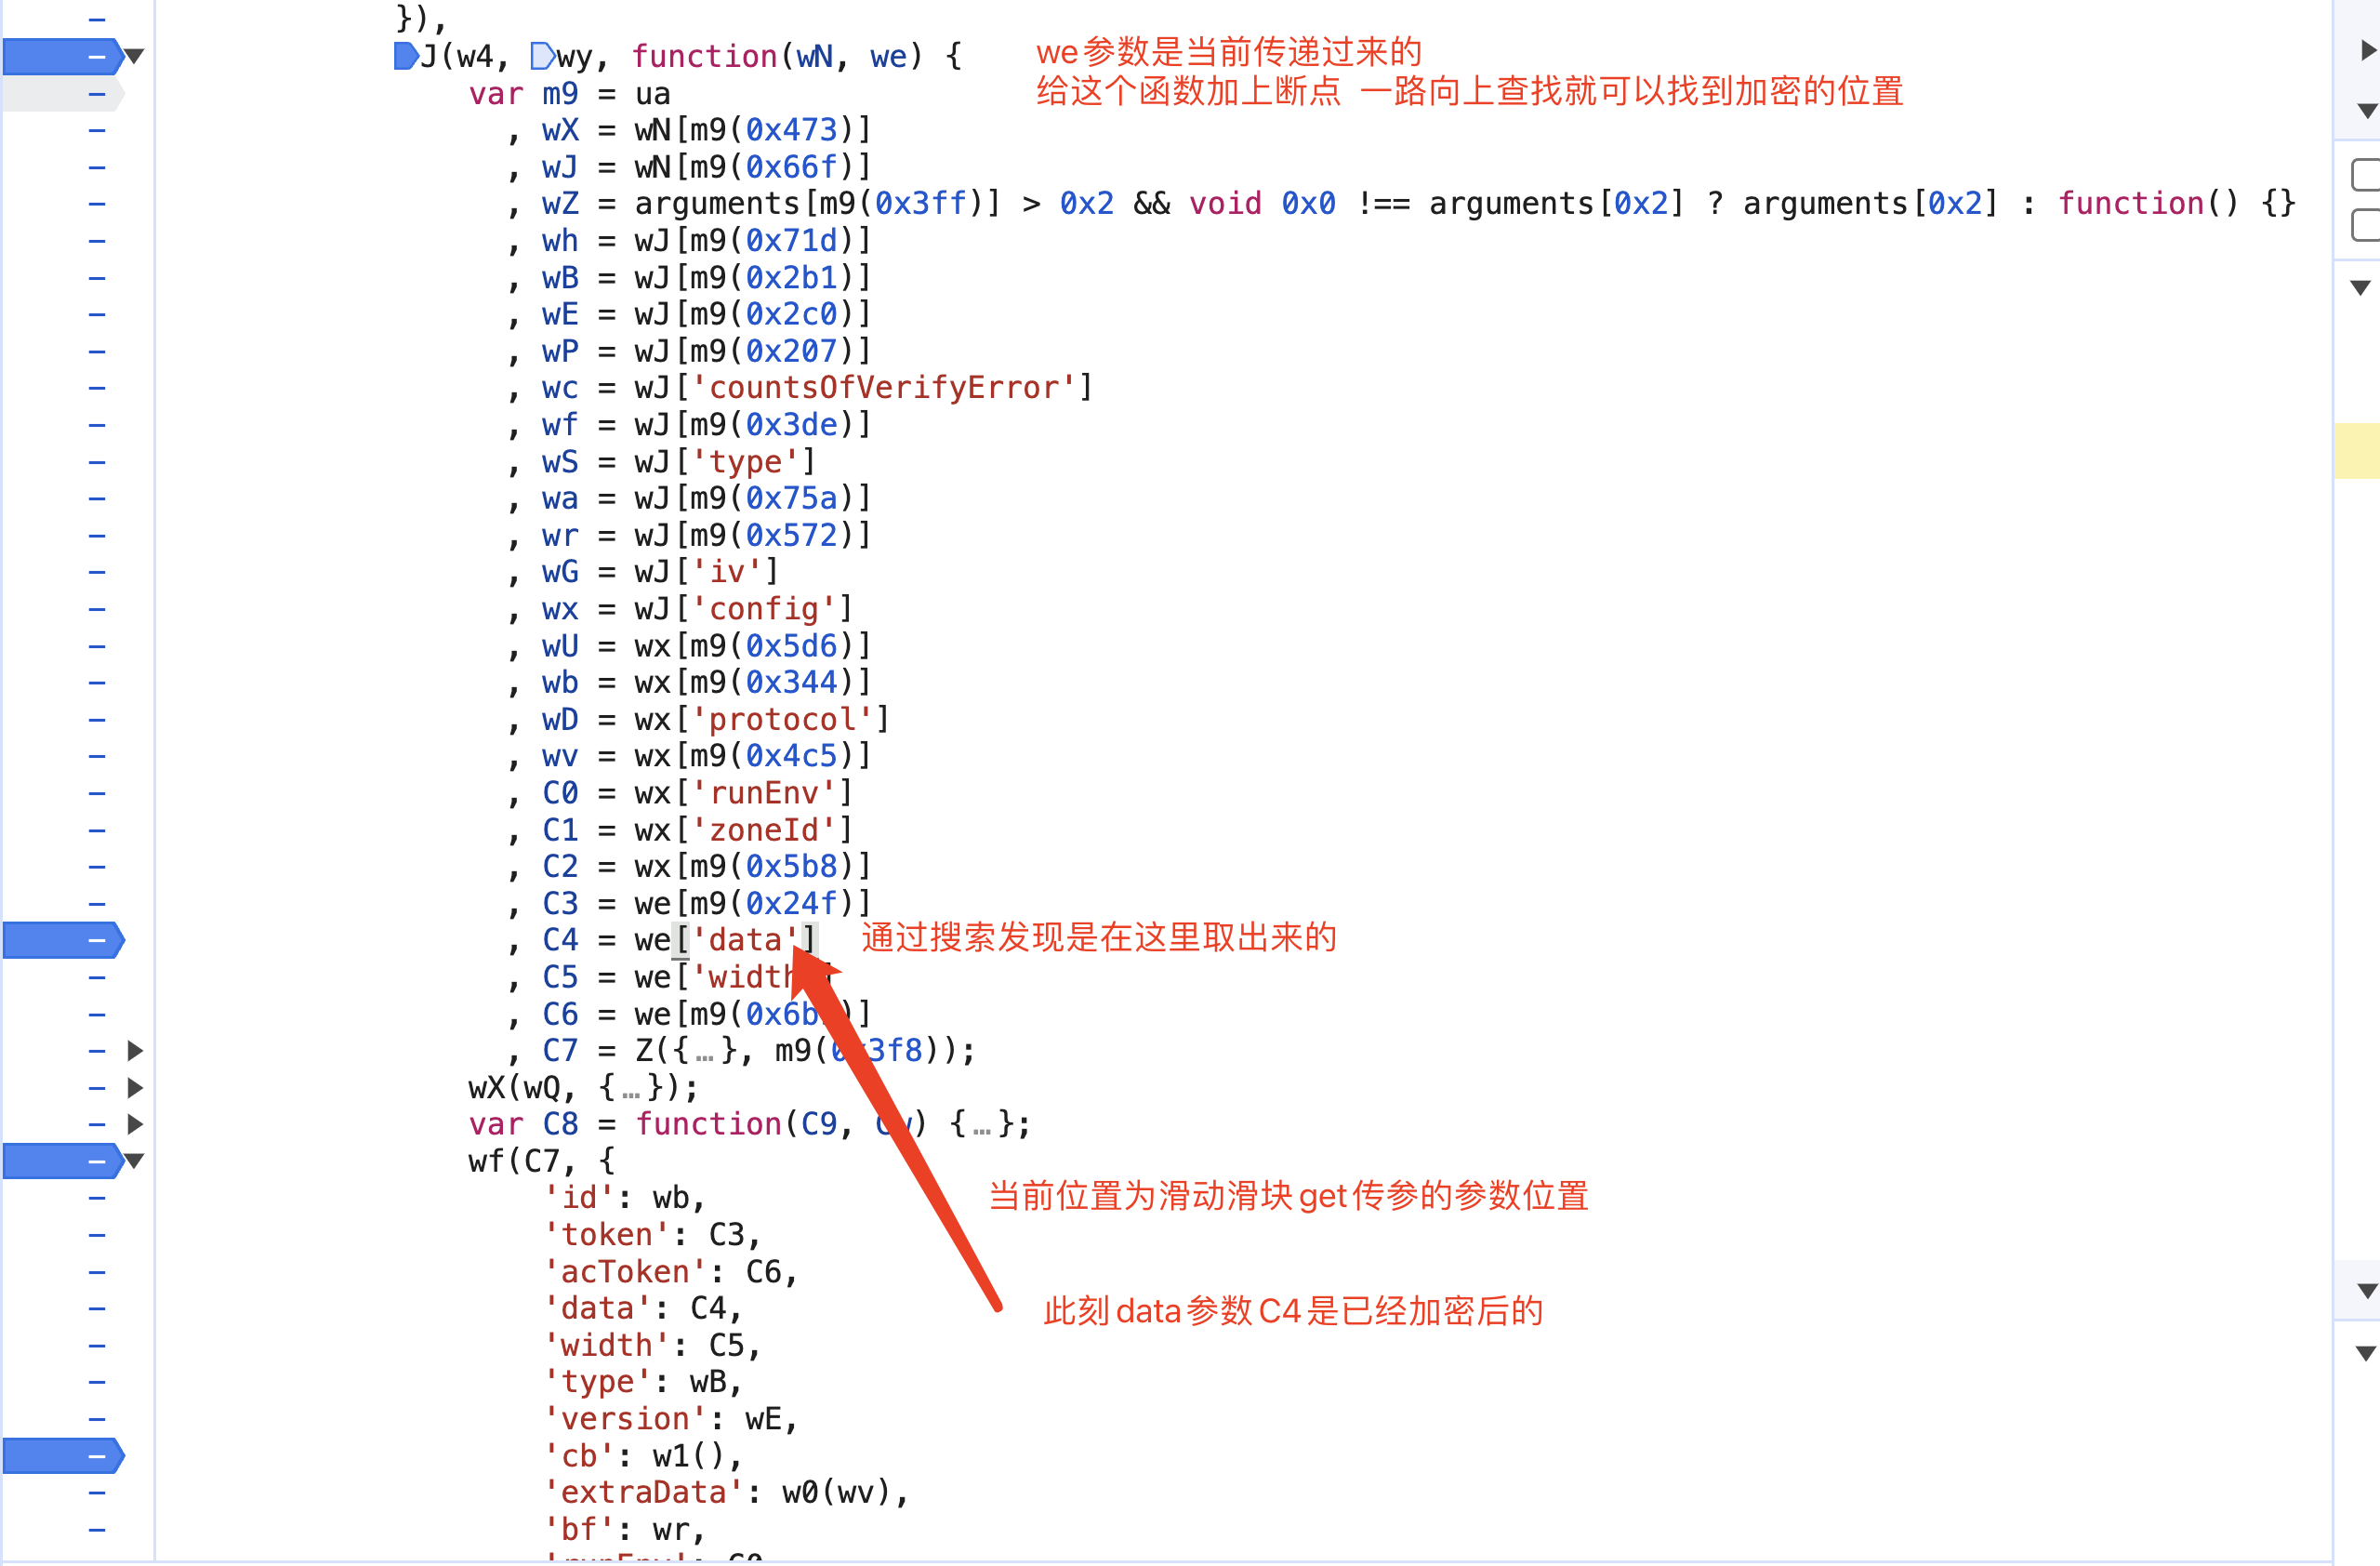 }),
J(w4, wy, function(wN, we) {
we参数是当前传递过来的
var m9 = ua
给这个函数加上断点 一路向上查找就可以找到加密的位置
, wX = wN[m9(0x473)]
, wJ = wN[m9(0x66f)]
, wZ = arguments[m9(0x3ff)] > 0x2 && void 0x0 !== arguments[0x2] ? arguments[0x2] : function() {}
, wh = wJ[m9(0x71d)]
, wB = wJ[m9(0x2b1)]
, wE = wJ[m9(0x2c0)]
, wP = wJ[m9(0x207)]
, wc = wJ['countsOfVerifyError']
, wf = wJ[m9(0x3de)]
, wS = wJ['type']
, wa = wJ[m9(0x75a)]
, wr = wJ[m9(0x572)]
, wG = wJ['iv']
, wx = wJ['config']
, wU = wx[m9(0x5d6)]
, wb = wx[m9(0x344)]
, wD = wx['protocol']
, wv = wx[m9(0x4c5)]
, C0 = wx['runEnv']
, C1 = wx['zoneId']
, C2 = wx[m9(0x5b8)]
, C3 = we[m9(0x24f)]
, C4 = we['data']
通过搜索发现是在这里取出来的
, C5 = we['width']
, C6 = we[m9(0x6b )]
, C7 = Z({…}, m9(0x3f8));
wX(wQ, {…});
var C8 = function(C9, Cw) {…};
wf(C7, {
'id': wb,
当前位置为滑动滑块get传参的参数位置
'token': C3,
'acToken': C6,
'data': C4,
此刻data参数C4是已经加密后的
'width': C5,
'type': wB,
'version': wE,
'cb': w1(),
'extraData': w0(wv),
'bf': wr,